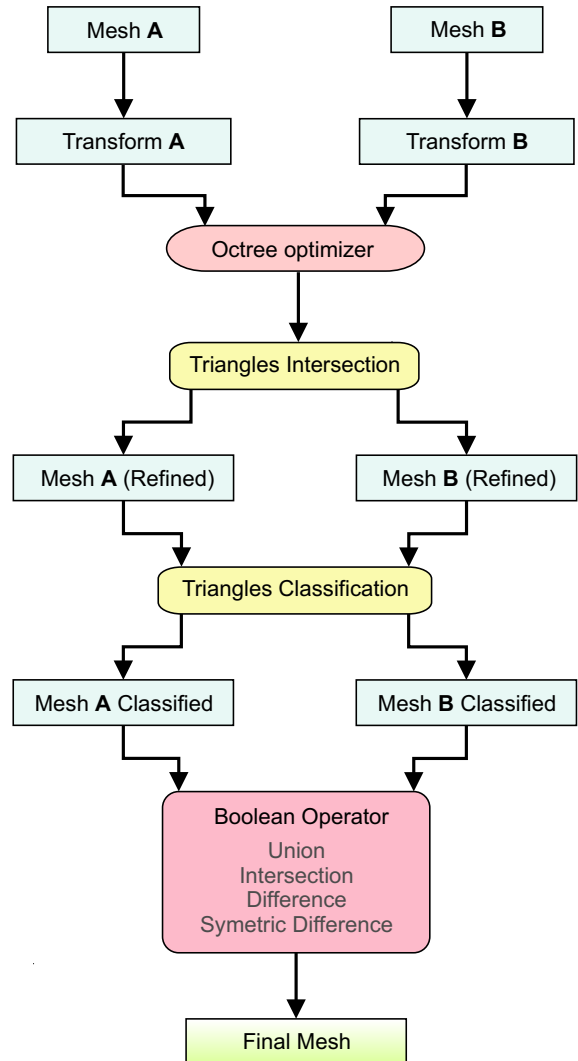 Mesh A
Mesh B
Transform A
Transform B
Octree optimizer
Triangles Intersection
Mesh A (Refined)
Mesh B (Refined)
Triangles Classification
Mesh A Classified
Mesh B Classified
Boolean Operator
Union
Intersection
Difference
Symetric Difference
Final Mesh